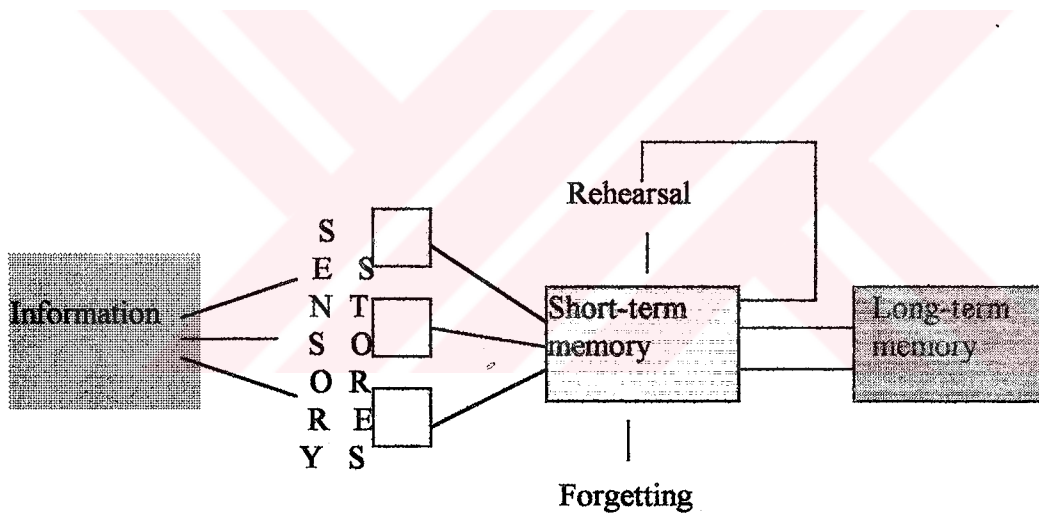 Rehearsal
SENSORY
STORES
Information
Short-term
memory
Long-term
memory
Forgetting